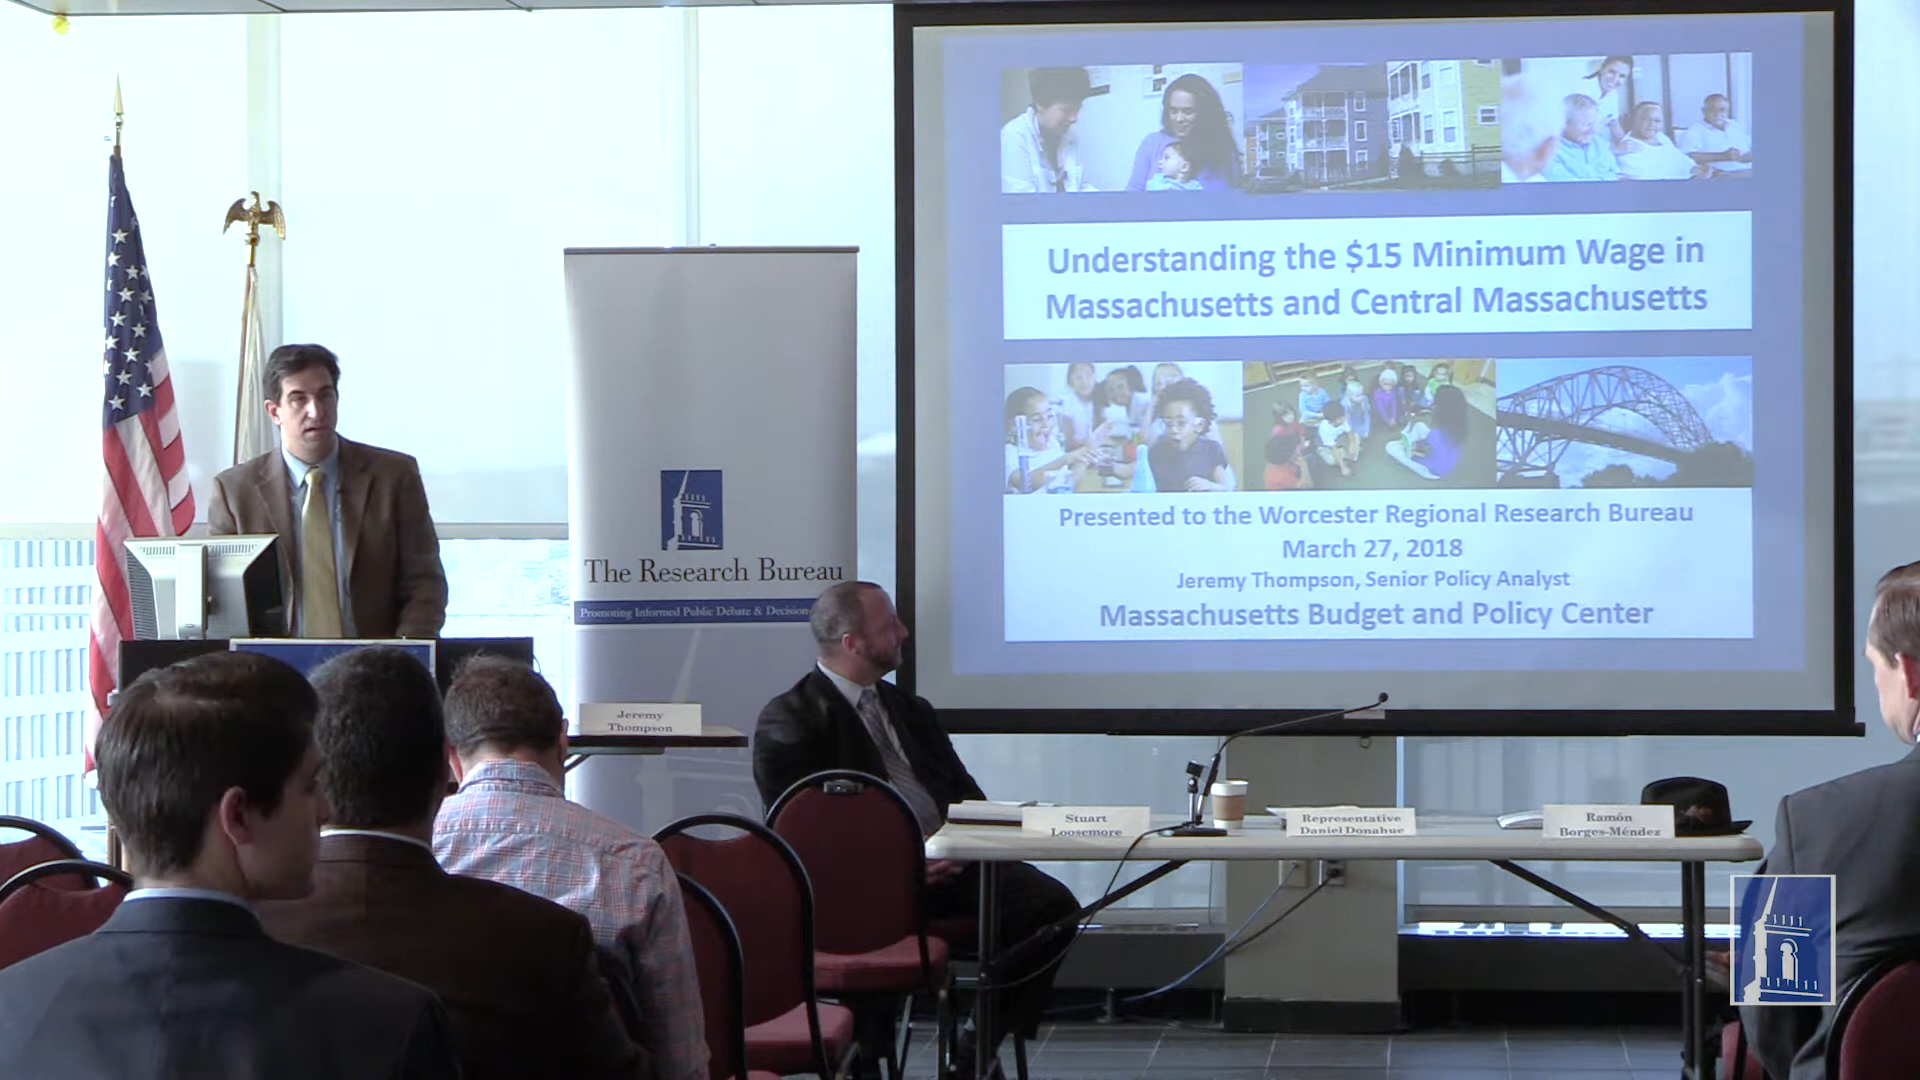 Understanding the $15 Minimum Wage in
Massachusetts and Central Massachusetts
Presented to the Worcester Regional Research Bureau
March 27, 2018
Jeremy Thompson, Senior Policy Analyst
Massachusetts Budget and Policy Center
The Research Bureau
Promoting Informed Public Debate & Decision-
Jeremy
Thompson
Stuart
Loosemore
Representative
Daniel Donahue
Ramón
Borges-Méndez